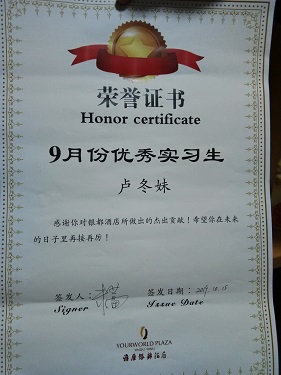 荣誉证书
Honor certificate
9月份优秀实习生
卢冬妹
感谢你对银都酒店所做出的杰出贡献！希望你在未来
的日子里再接再厉！
签发人：
签发日期：
Signer
Issue Date
YOURWORLD PLAZA